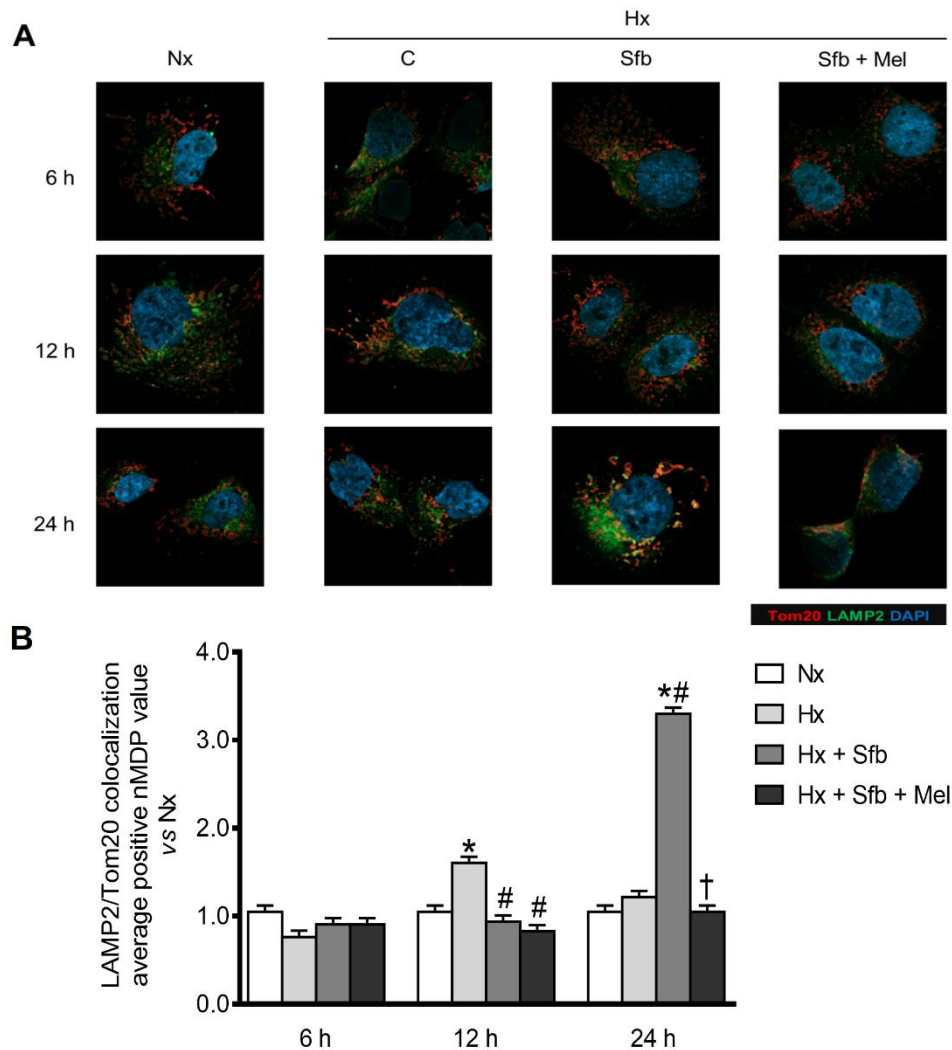 A
Hx
Nx C Sfb Sfb + Mel
6 h
12 h
24 h
Tom20 LAMP2 DAPI
B
LAMP2/Tom20 colocalization
average positive nMDP value
vs Nx
4.0
3.0
2.0
1.0
0.0
*
#
#
*#
†
6 h 12 h 24 h
Nx
Hx
Hx + Sfb
Hx + Sfb + Mel